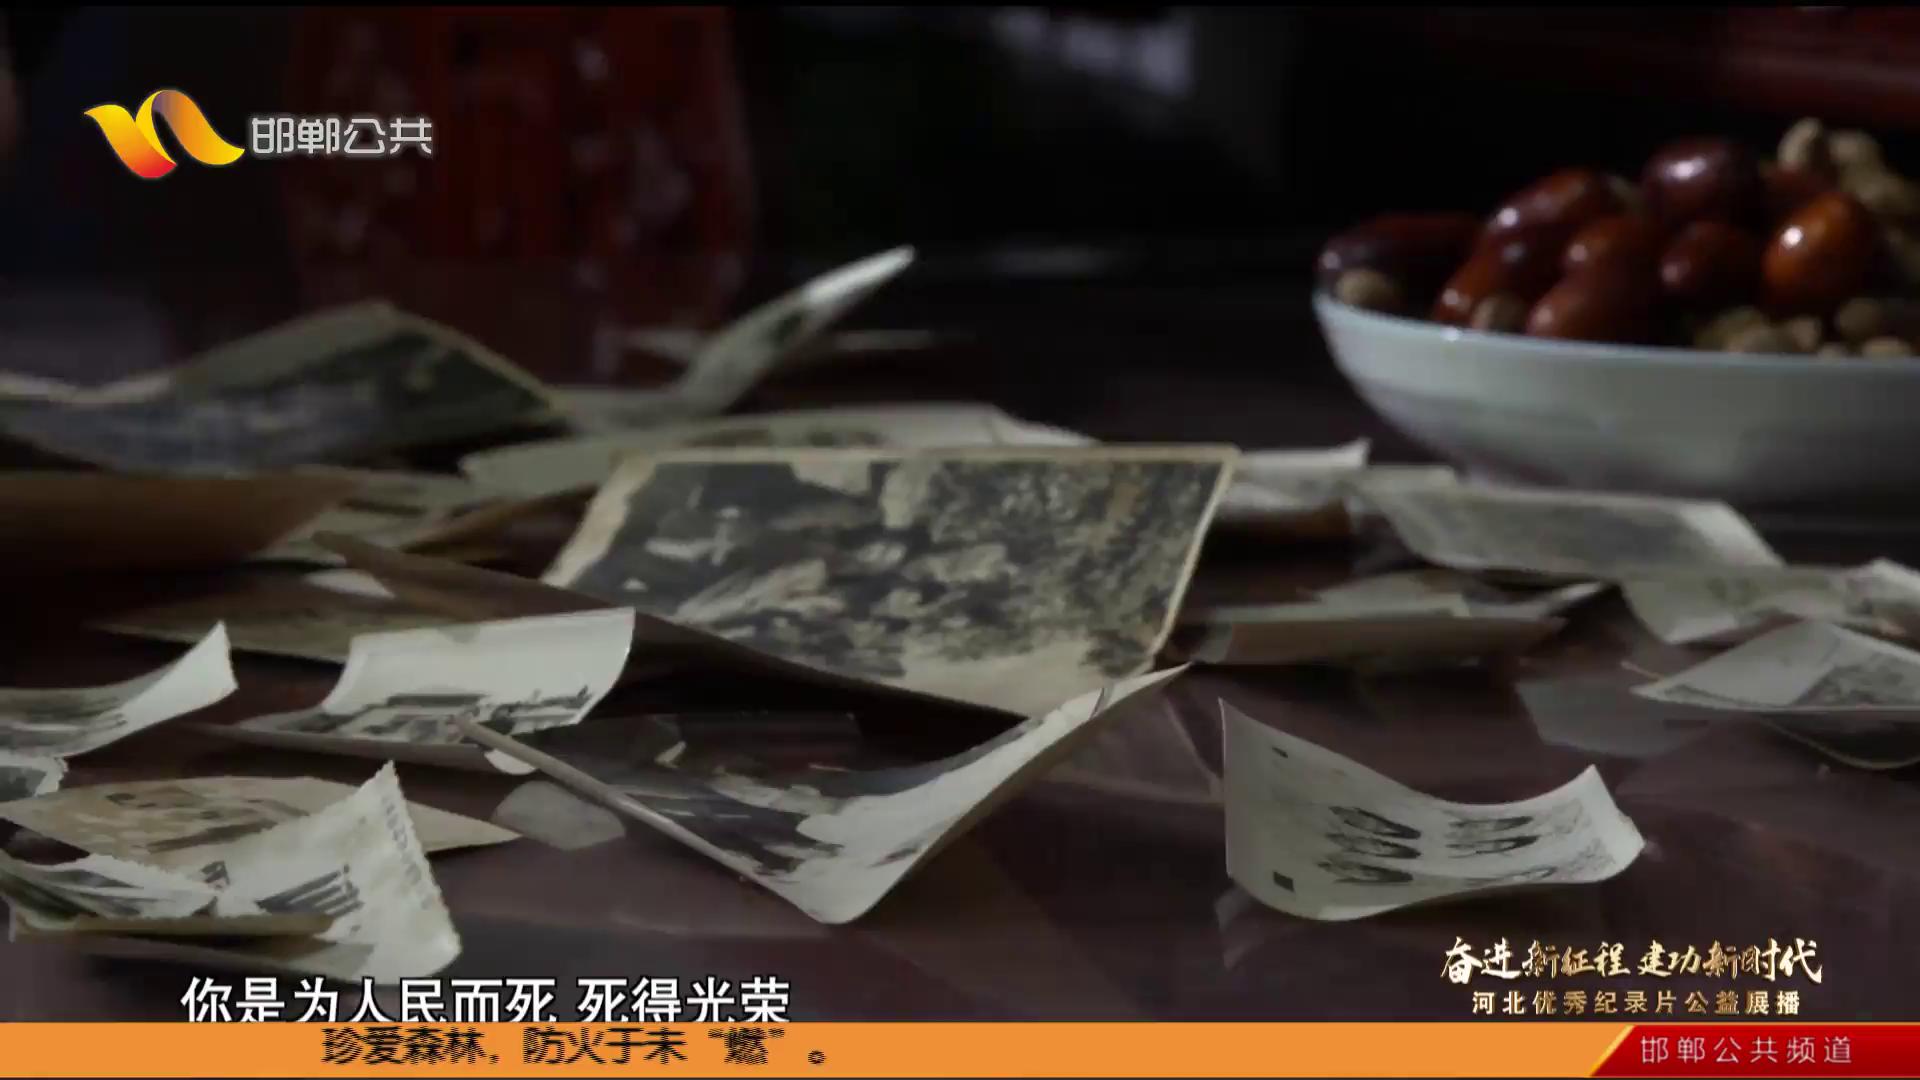 邯郸公共
奋进新征程 建功新时代
河北优秀纪录片公益展播
你是为人民而死 死得光荣
珍爱森林，防火于未“燃”。
邯郸公共频道